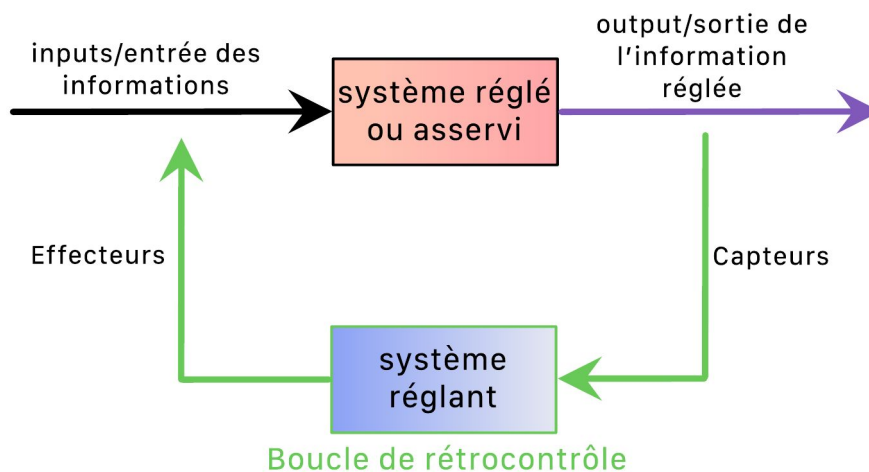 inputs/entrée des
informations
système réglé
ou asservi
output/sortie de
l'information
réglée
Effecteurs
Capteurs
système
réglant
Boucle de rétrocontrôle